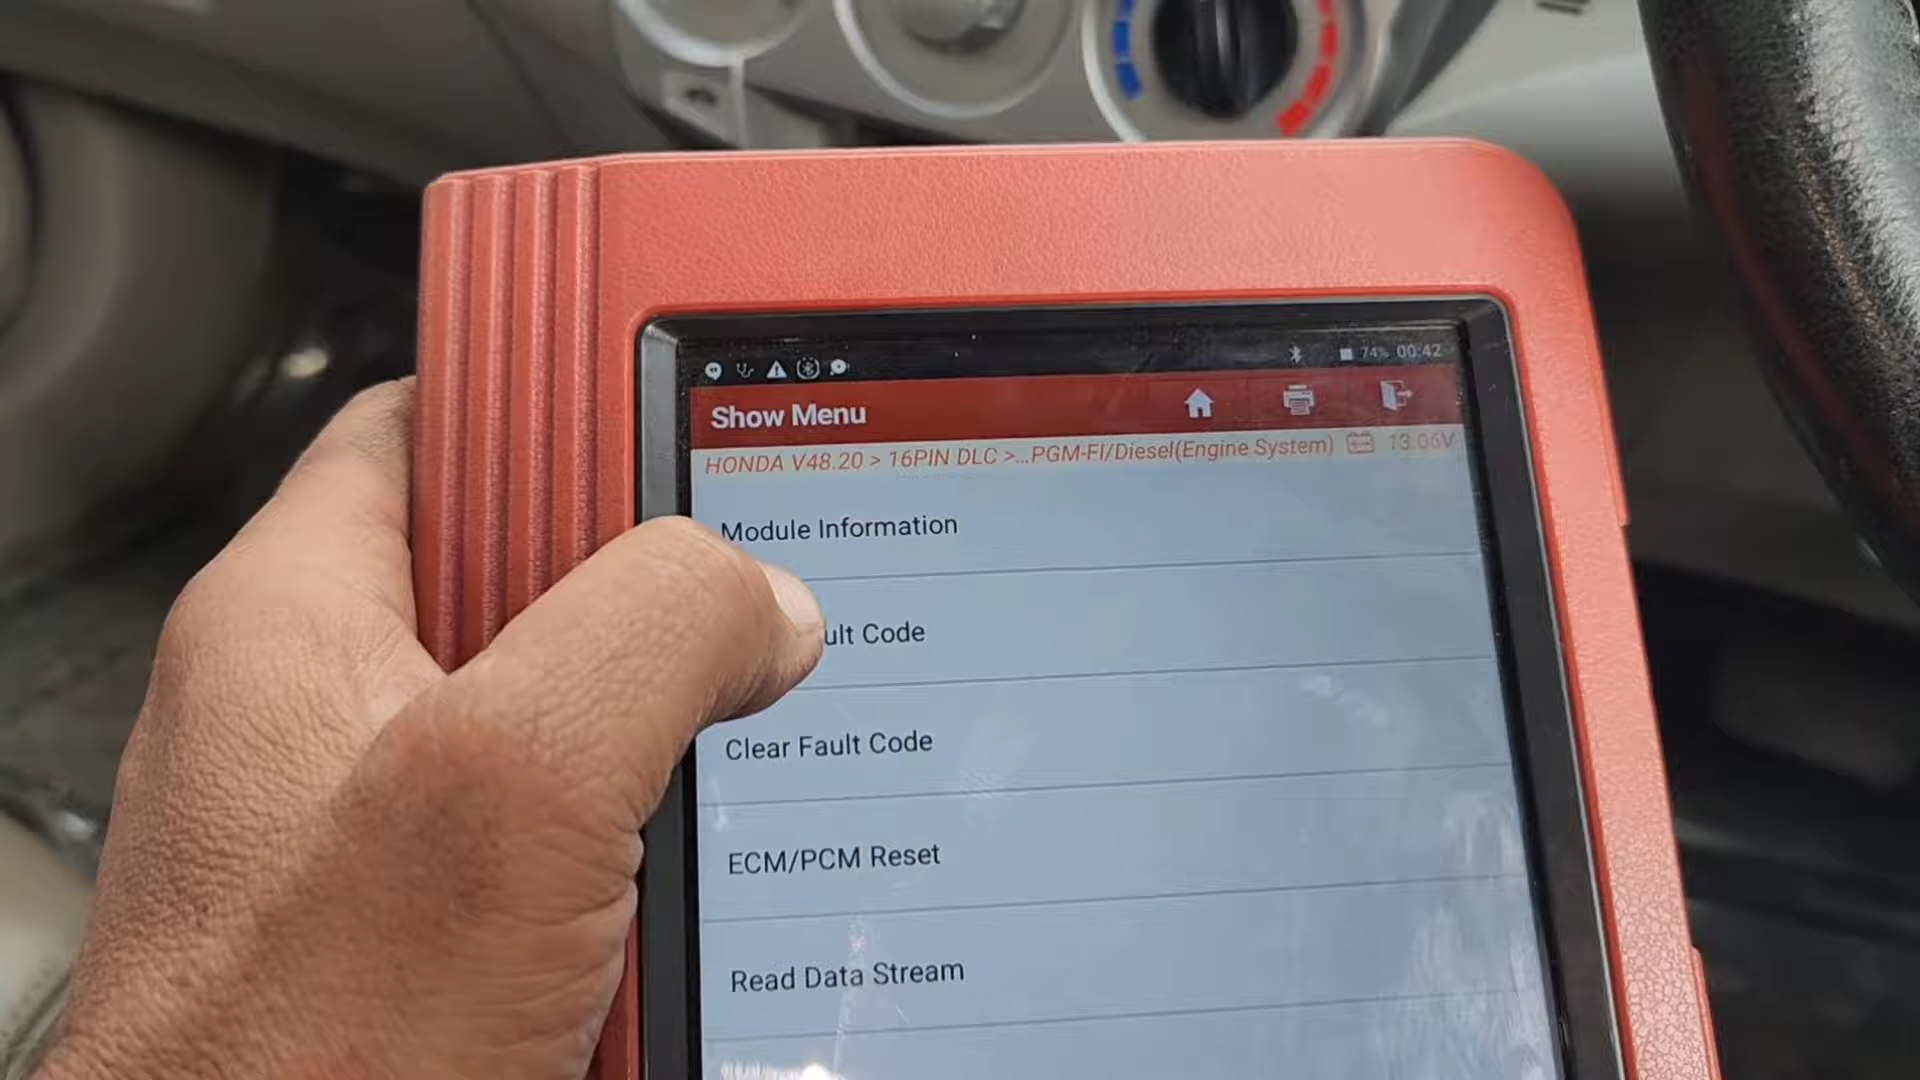 74% 00:42
Show Menu
HONDA V48.20 > 16PIN DLC >...PGM-FI/Diesel(Engine System) 13.06V
Module Information
ult Code
Clear Fault Code
ECM/PCM Reset
Read Data Stream